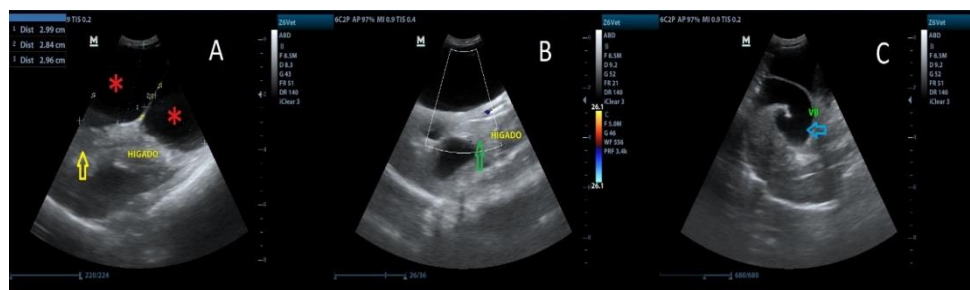 9 TIS 0.2
1 Dist 2.99 cm
2 Dist 2.84 cm
3 Dist 2.96 cm
M
A
HIGADO
220/224
Z6Vet
ABD
B
F 8.5M
D 8.3
G 43
FR 51
DR 140
iClear 3
6C2P AP 97% MI 0.9 TIS 0.4
M
B
HIGADO
26/36
Z6Vet
ABD
B
F 8.5M
D 9.2
G 52
FR 21
DR 140
iClear 3
26.1
C
F 5.0M
G 46
WF 556
PRF 3.4k
26.1
6C2P AP 97% MI 0.9 TIS 0.2
M
C
VB
680/680
Z6Vet
ABD
B
F 8.5M
D 9.2
G 52
FR 51
DR 140
iClear 3